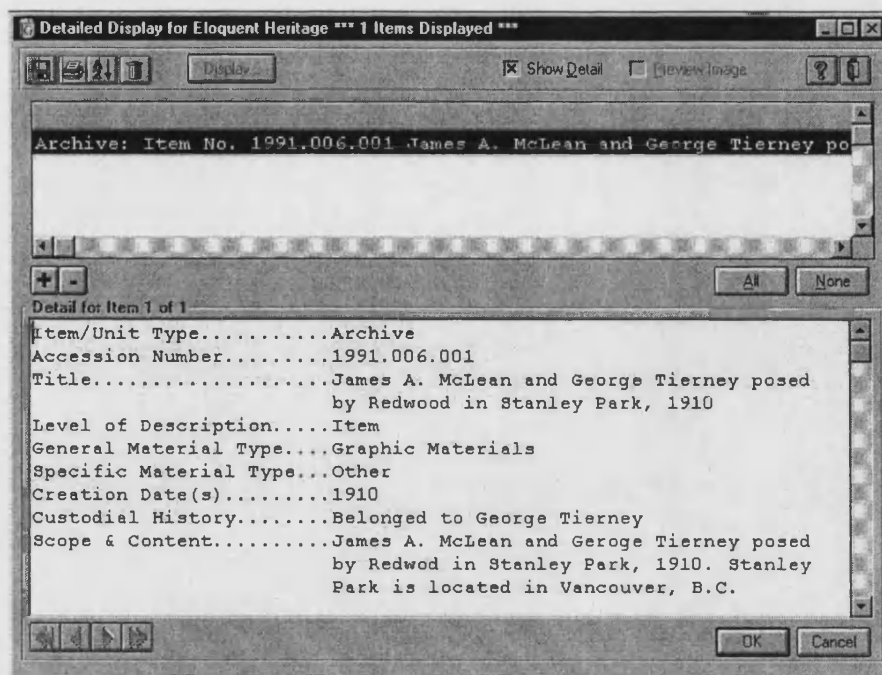 Detailed Display for Eloquent Heritage *** 1 Items Displayed ***
Display... Show Detail Preview Image
Archive: Item No. 1991.006.001 James A. McLean and George Tierney po
+ - All None
Detail for Item 1 of 1
Item/Unit Type...........Archive
Accession Number.........1991.006.001
Title....................James A. McLean and George Tierney posed
by Redwood in Stanley Park, 1910
Level of Description.....Item
General Material Type....Graphic Materials
Specific Material Type...Other
Creation Date(s).........1910
Custodial History........Belonged to George Tierney
Scope & Content..........James A. McLean and Geroge Tierney posed
by Redwod in Stanley Park, 1910. Stanley
Park is located in Vancouver, B.C.
OK Cancel